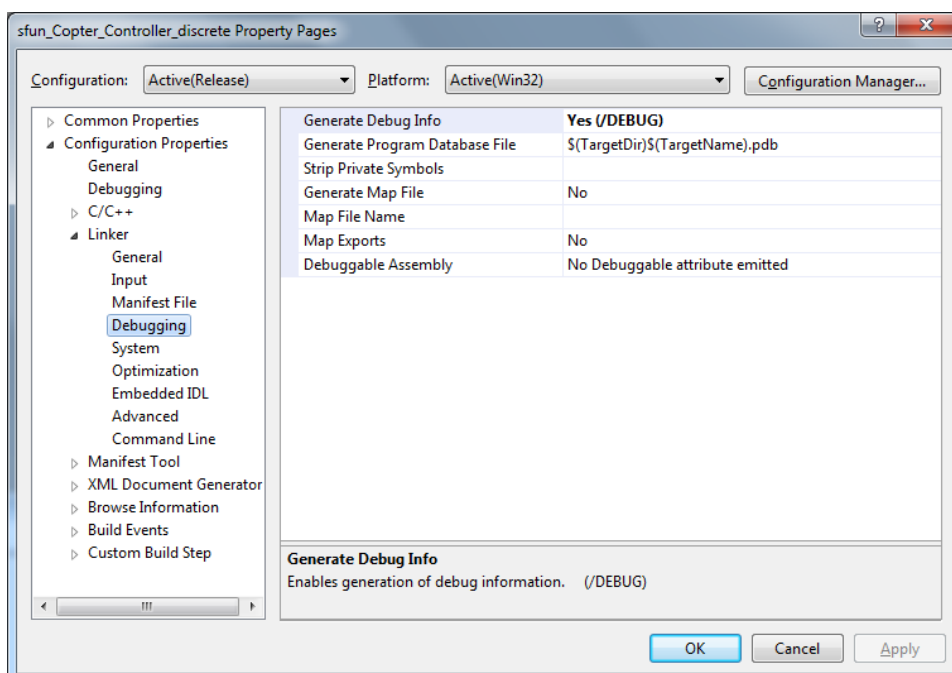 sfun_Copter_Controller_discrete Property Pages
Configuration: Active(Release) Platform: Active(Win32) Configuration Manager...
Common Properties
Configuration Properties
General
Debugging
C/C++
Linker
General
Input
Manifest File
Debugging
System
Optimization
Embedded IDL
Advanced
Command Line
Manifest Tool
XML Document Generator
Browse Information
Build Events
Custom Build Step
Generate Debug Info Yes (/DEBUG)
Generate Program Database File $(TargetDir)$(TargetName).pdb
Strip Private Symbols
Generate Map File No
Map File Name
Map Exports No
Debuggable Assembly No Debuggable attribute emitted
Generate Debug Info
Enables generation of debug information. (/DEBUG)
OK Cancel Apply